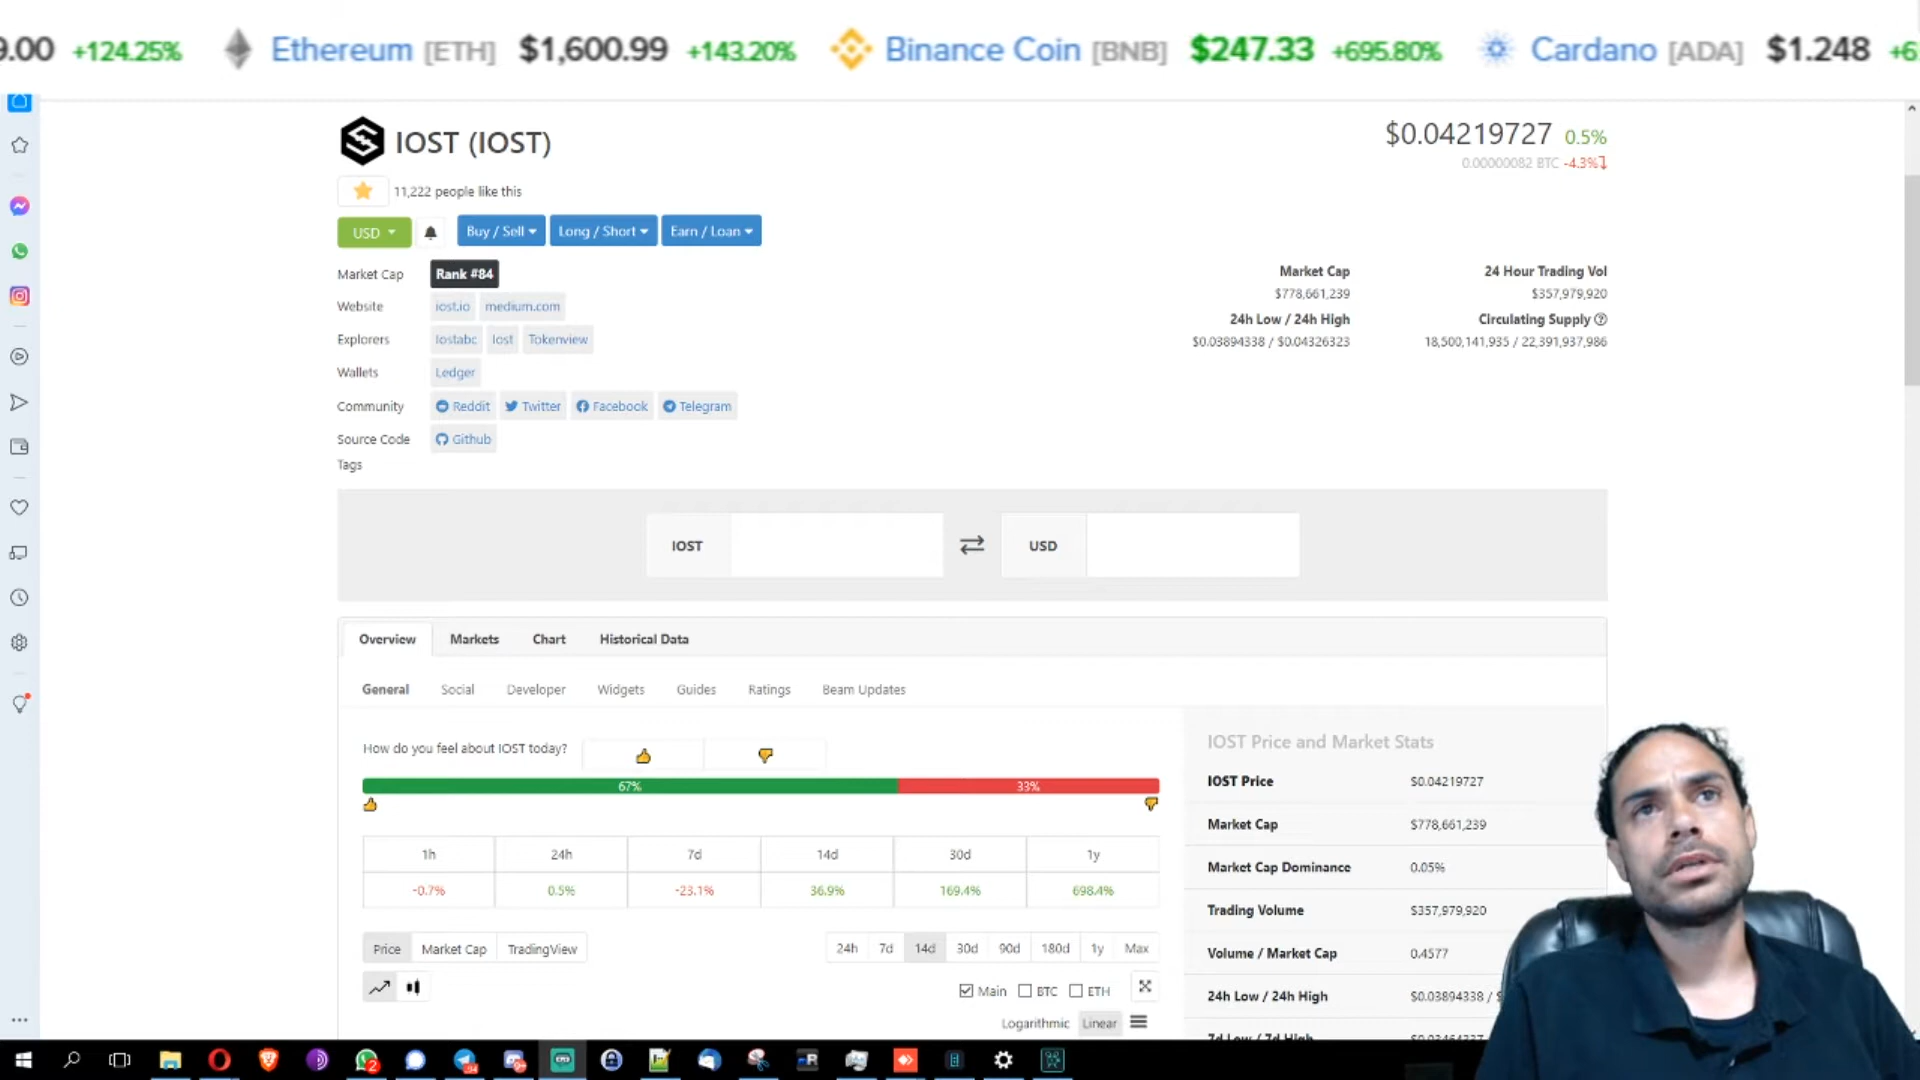 9.00 +124.25% Ethereum [ETH] $1,600.99 +143.20% Binance Coin [BNB] $247.33 +695.80% Cardano [ADA] $1.248 +6
IOST (IOST)
$0.04219727 0.5%
0.00000082 BTC -4.3%
11,222 people like this
USD Buy / Sell Long / Short Earn / Loan
Market Cap Rank #84
Website iost.io medium.com
Explorers Iostabc Iost Tokenview
Wallets Ledger
Community Reddit Twitter Facebook Telegram
Source Code Github
Tags
Market Cap 24 Hour Trading Vol
$778,661,239 $357,979,920
24h Low / 24h High Circulating Supply
$0.03894338 / $0.04326323 18,500,141,935 / 22,391,937,986
IOST USD
Overview Markets Chart Historical Data
General Social Developer Widgets Guides Ratings Beam Updates
How do you feel about IOST today?
67% 33%
1h 24h 7d 14d 30d 1y
-0.7% 0.5% -23.1% 36.9% 169.4% 698.4%
Price Market Cap TradingView 24h 7d 14d 30d 90d 180d 1y Max
Main BTC ETH
Logarithmic Linear
IOST Price and Market Stats
IOST Price $0.04219727
Market Cap $778,661,239
Market Cap Dominance 0.05%
Trading Volume $357,979,920
Volume / Market Cap 0.4577
24h Low / 24h High $0.03894338 / $
7d Low / 7d High